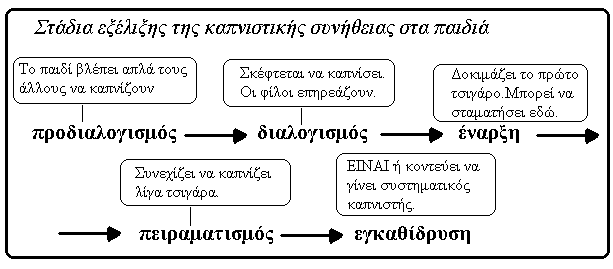 Στάδια εξέλιξης της καπνιστικής συνήθειας στα παιδιά
Το παιδί βλέπει απλά τους
άλλους να καπνίζουν
Σκέφτεται να καπνίσει.
Οι φίλοι επηρεάζουν.
Δοκιμάζει το πρώτο
τσιγάρο.Μπορεί να
σταματήσει εδώ.
προδιαλογισμός
διαλογισμός
έναρξη
Συνεχίζει να καπνίζει
λίγα τσιγάρα.
ΕΙΝΑΙ ή κοντεύει να
γίνει συστηματικός
καπνιστής.
πειραματισμός
εγκαθίδρυση